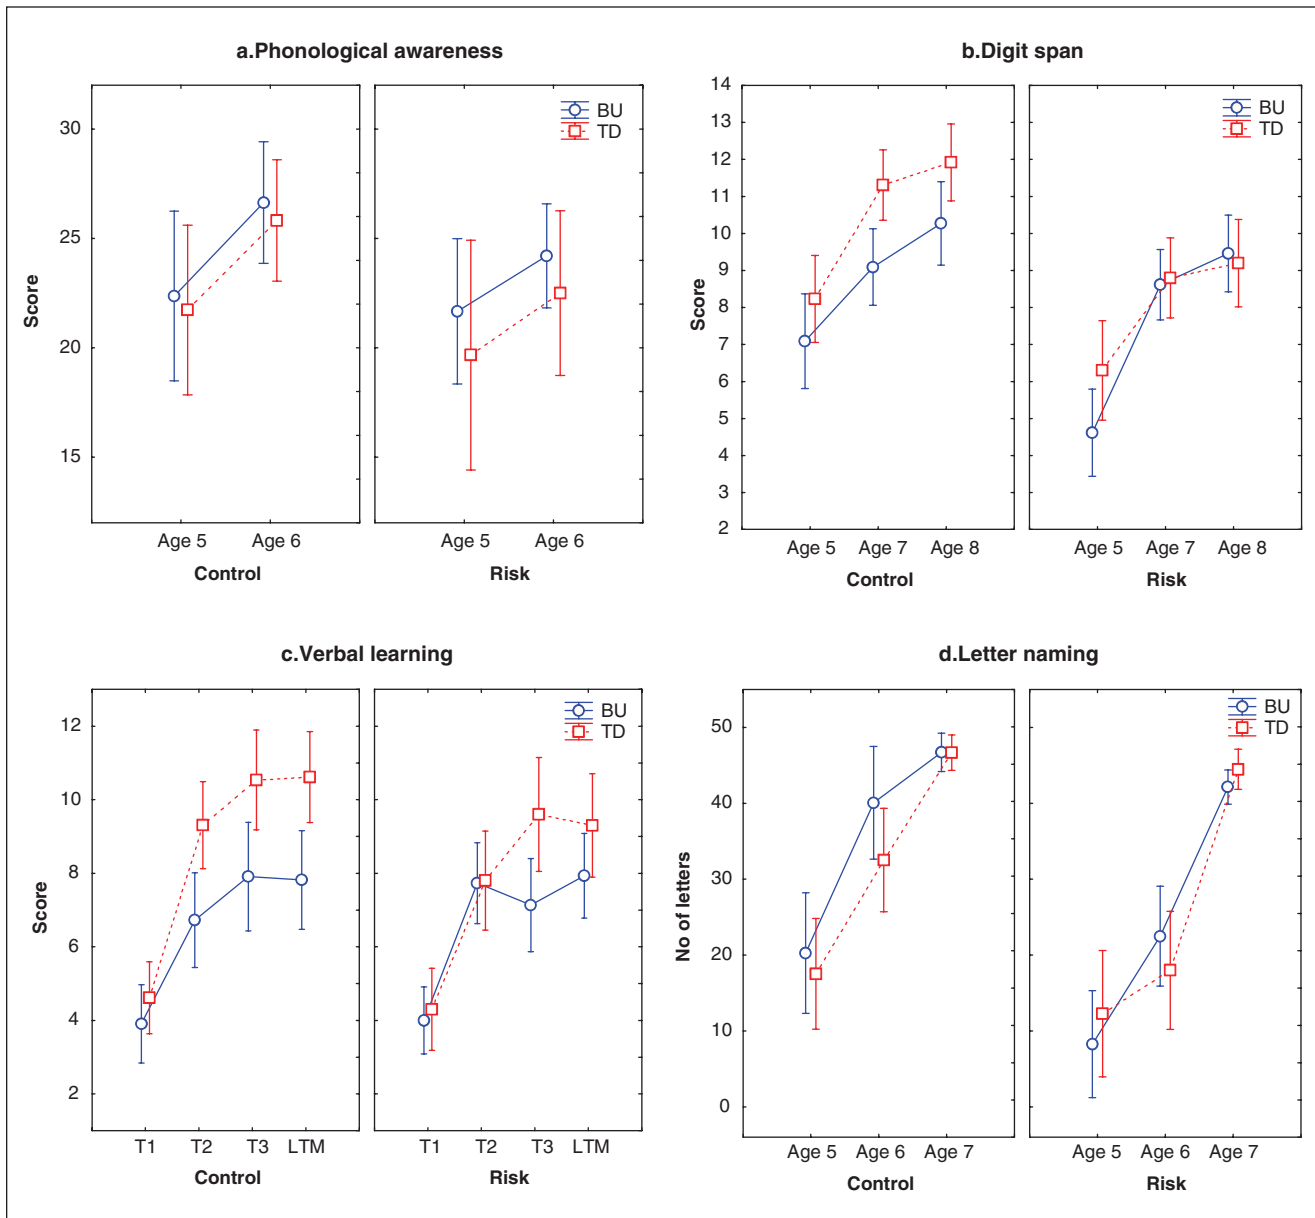 a.Phonological awareness
BU
TD
30
25
20
15
Score
Age 5 Age 6
Control
Age 5 Age 6
Risk
b.Digit span
BU
TD
14
13
12
11
10
9
8
7
6
5
4
3
2
Score
Age 5 Age 7 Age 8
Control
Age 5 Age 7 Age 8
Risk
c.Verbal learning
BU
TD
12
10
8
6
4
2
Score
T1 T2 T3 LTM
Control
T1 T2 T3 LTM
Risk
d.Letter naming
BU
TD
50
40
30
20
10
0
No of letters
Age 5 Age 6 Age 7
Control
Age 5 Age 6 Age 7
Risk